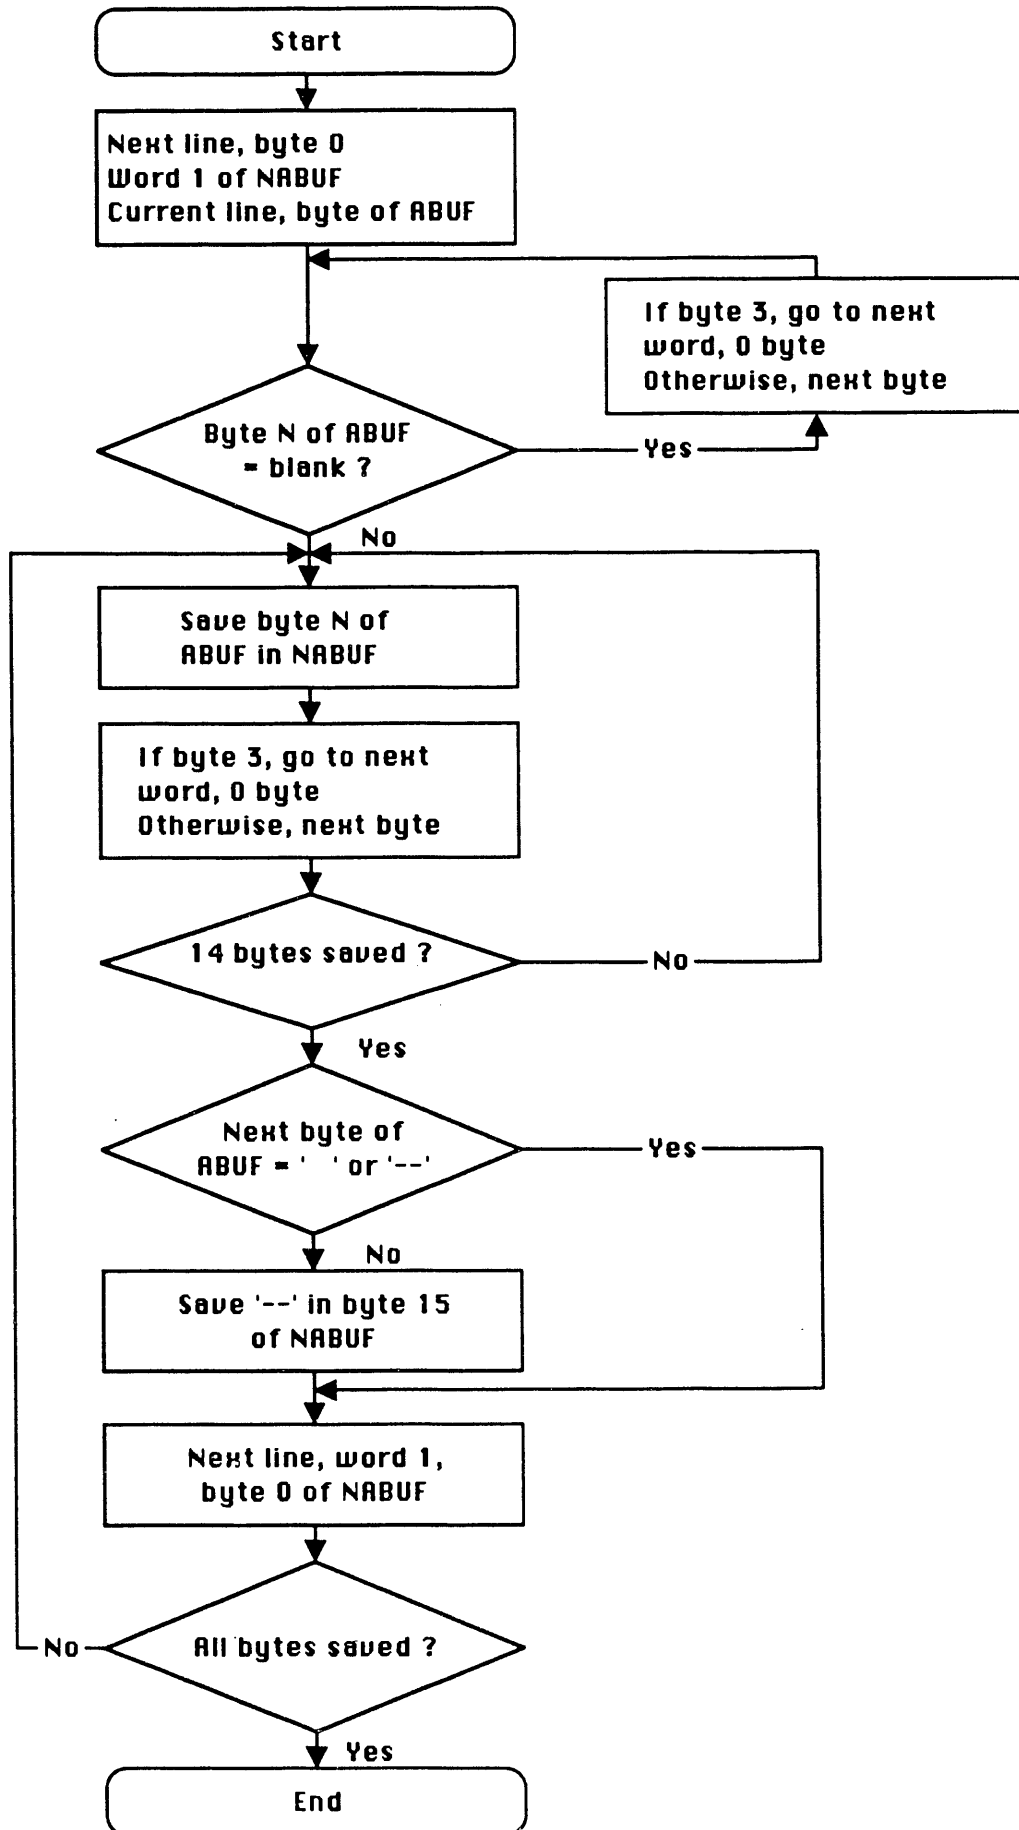 Start
Next line, byte 0
Word 1 of NABUF
Current line, byte of ABUF
If byte 3, go to next
word, 0 byte
Otherwise, next byte
Byte N of ABUF
= blank ?
Yes
No
Save byte N of
ABUF in NABUF
If byte 3, go to next
word, 0 byte
Otherwise, next byte
14 bytes saved ?
No
Yes
Next byte of
ABUF = '  ' or '--'
Yes
No
Save '--' in byte 15
of NABUF
Next line, word 1,
byte 0 of NABUF
All bytes saved ?
No
Yes
End